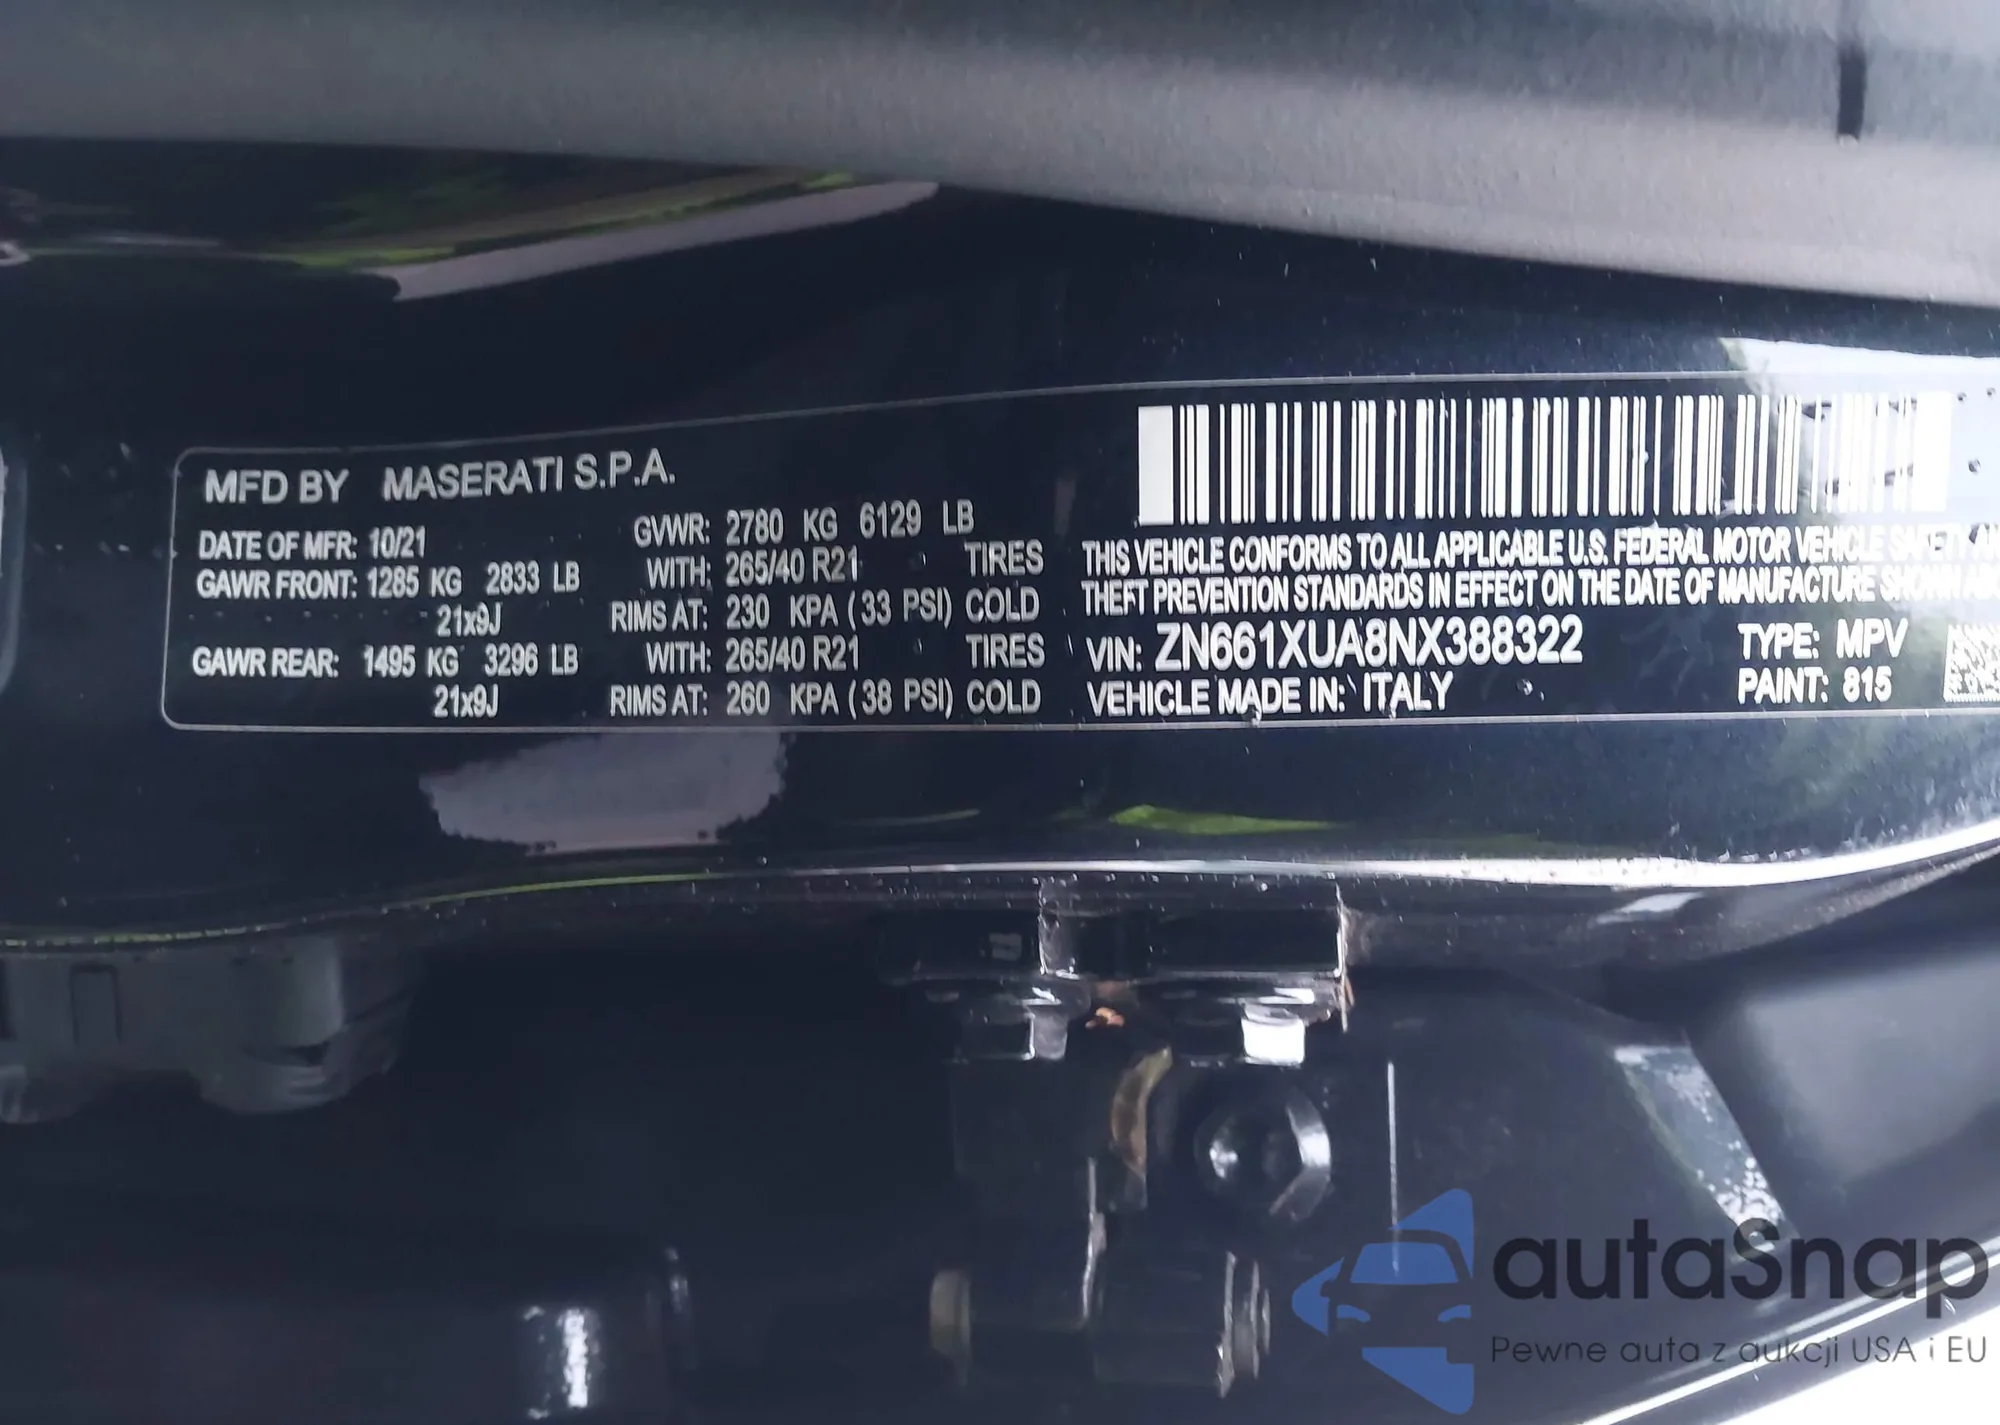 MFD BY MASERATI S.P.A.
DATE OF MFR: 10/21 GVWR: 2780 KG 6129 LB
GAWR FRONT: 1285 KG 2833 LB WITH: 265/40 R21 TIRES
21x9J RIMS AT: 230 KPA (33 PSI) COLD
GAWR REAR: 1495 KG 3296 LB WITH: 265/40 R21 TIRES
21x9J RIMS AT: 260 KPA (38 PSI) COLD
THIS VEHICLE CONFORMS TO ALL APPLICABLE U.S. FEDERAL MOTOR VEHICLE SAFETY
THEFT PREVENTION STANDARDS IN EFFECT ON THE DATE OF MANUFACTURE SHOWN
VIN: ZN661XUA8NX388322 TYPE: MPV
VEHICLE MADE IN: ITALY PAINT: 815
autaSnap
Pewne auta z aukcji USA i EU